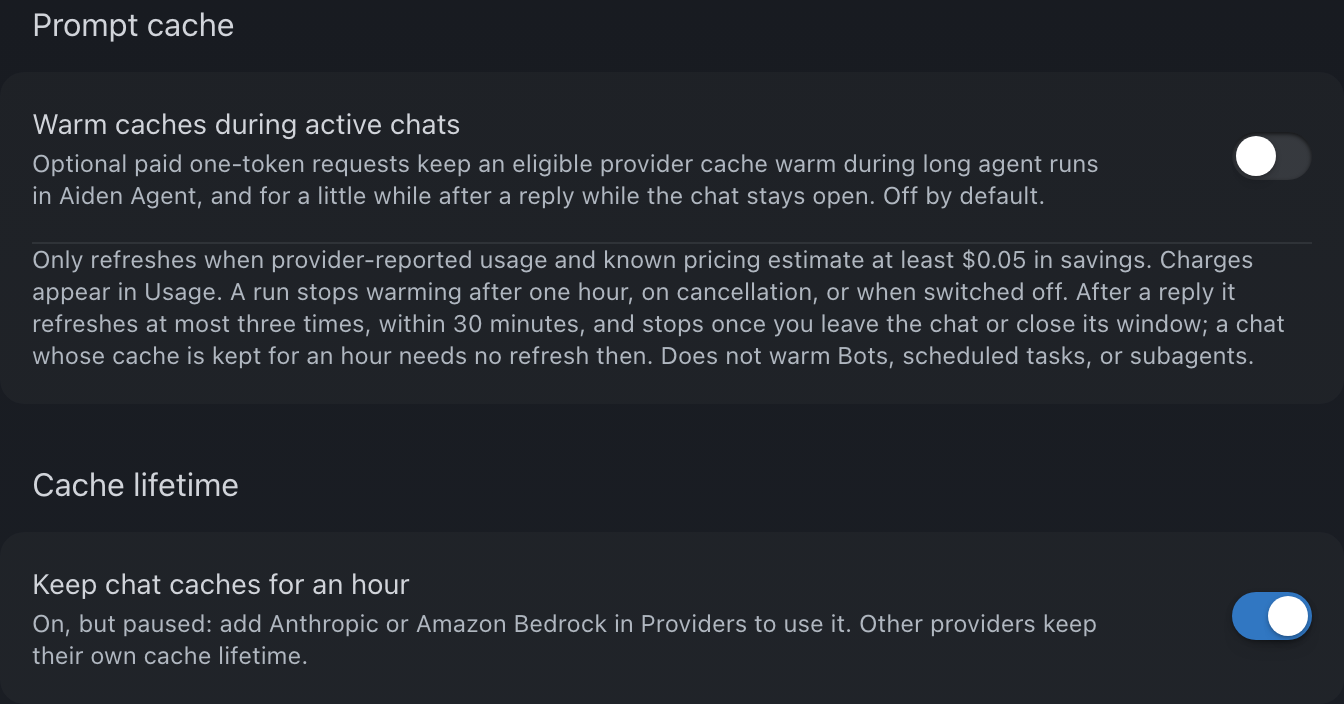 Prompt cache
Warm caches during active chats
Optional paid one-token requests keep an eligible provider cache warm during long agent runs
in Aiden Agent, and for a little while after a reply while the chat stays open. Off by default.
Only refreshes when provider-reported usage and known pricing estimate at least $0.05 in savings. Charges
appear in Usage. A run stops warming after one hour, on cancellation, or when switched off. After a reply it
refreshes at most three times, within 30 minutes, and stops once you leave the chat or close its window; a chat
whose cache is kept for an hour needs no refresh then. Does not warm Bots, scheduled tasks, or subagents.
Cache lifetime
Keep chat caches for an hour
On, but paused: add Anthropic or Amazon Bedrock in Providers to use it. Other providers keep
their own cache lifetime.